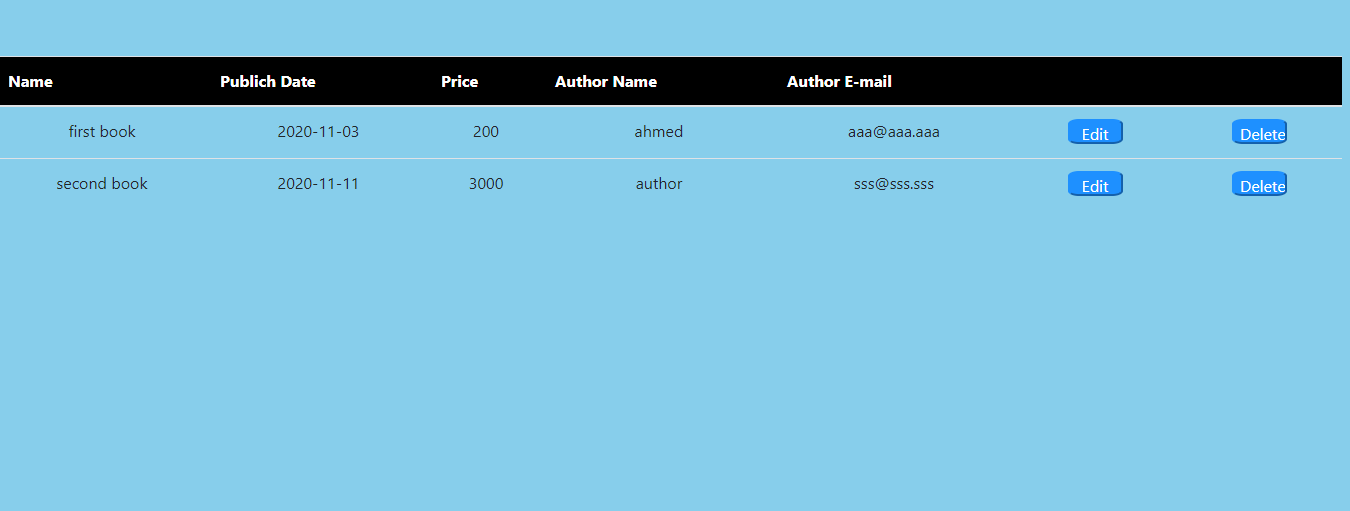 Name Publich Date Price Author Name Author E-mail
first book 2020-11-03 200 ahmed aaa@aaa.aaa Edit Delete
second book 2020-11-11 3000 author sss@sss.sss Edit Delete